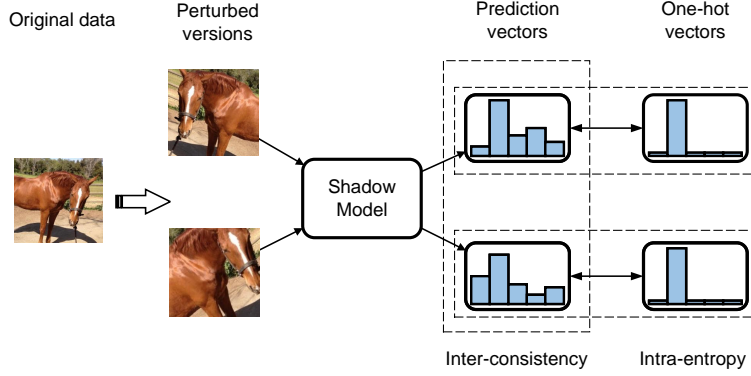 Original data
Perturbed
versions
Prediction
vectors
One-hot
vectors
Shadow
Model
Inter-consistency
Intra-entropy